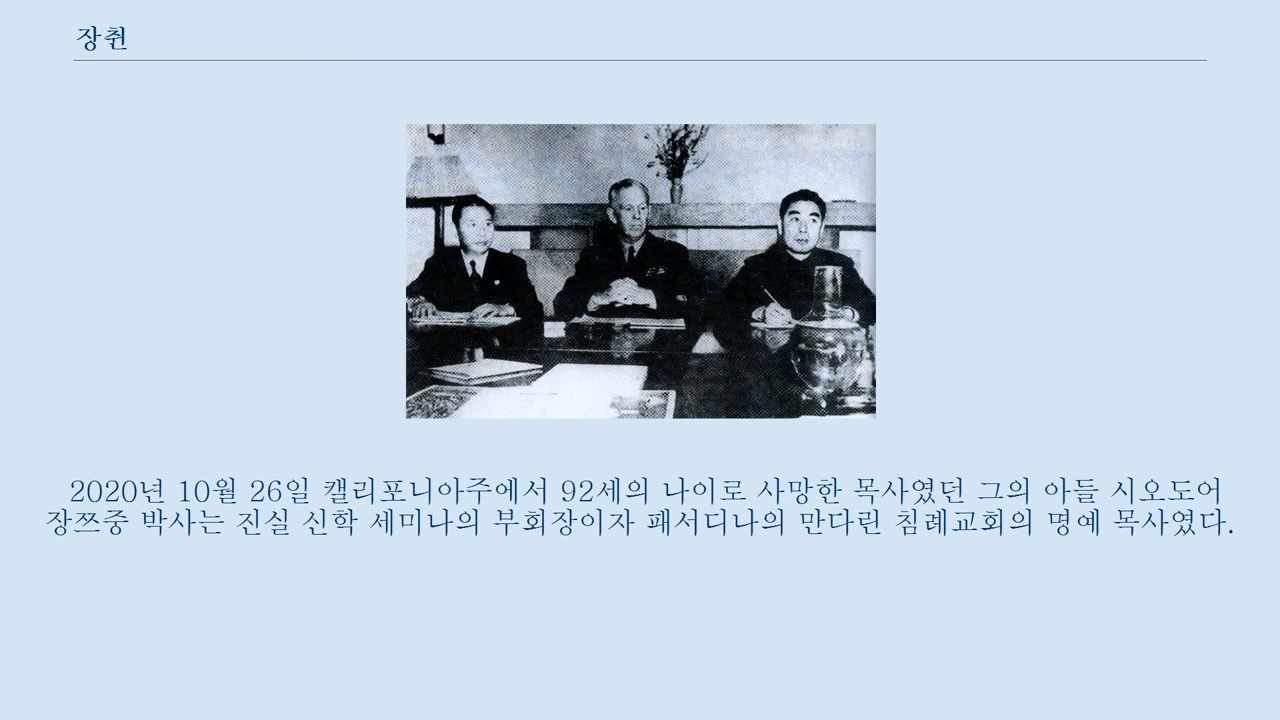 장췬
2020년 10월 26일 캘리포니아주에서 92세의 나이로 사망한 목사였던 그의 아들 시오도어
장쯔중 박사는 진실 신학 세미나의 부회장이자 패서디나의 만다린 침례교회의 명예 목사였다.